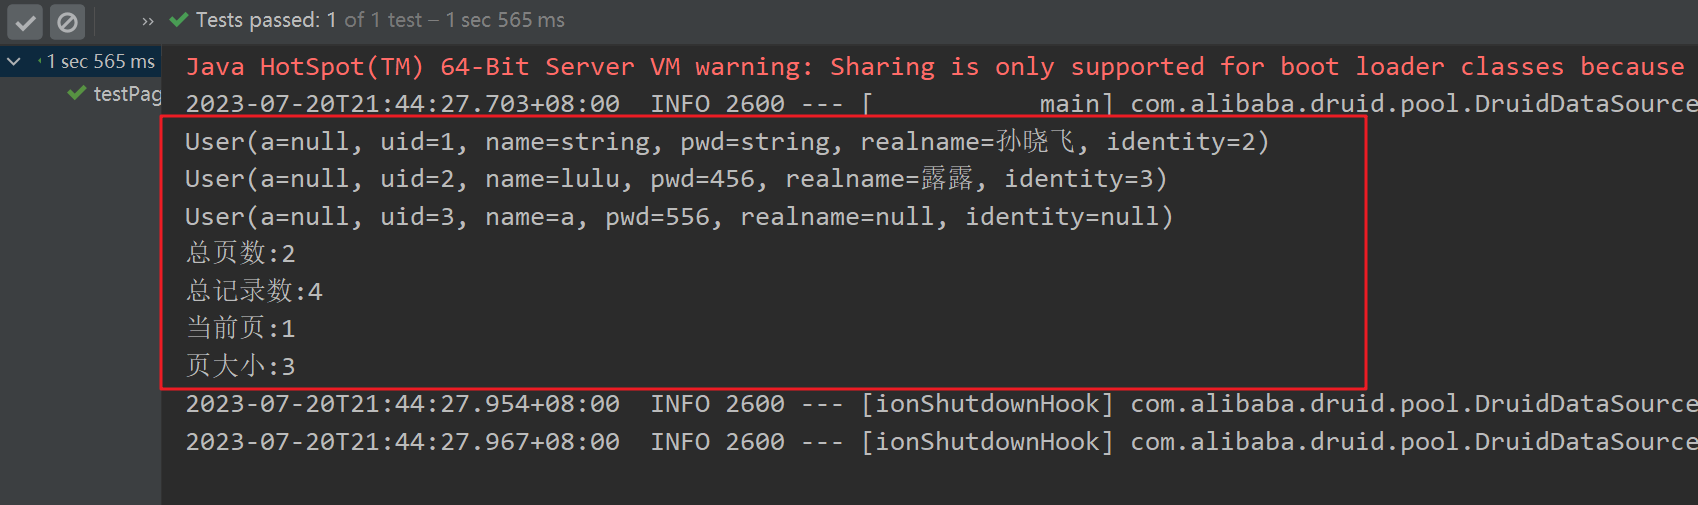 Tests passed: 1 of 1 test – 1 sec 565 ms
1 sec 565 ms
testPag
Java HotSpot(TM) 64-Bit Server VM warning: Sharing is only supported for boot loader classes because
2023-07-20T21:44:27.703+08:00  INFO 2600 --- [           main] com.alibaba.druid.pool.DruidDataSource
User(a=null, uid=1, name=string, pwd=string, realname=孙晓飞, identity=2)
User(a=null, uid=2, name=lulu, pwd=456, realname=露露, identity=3)
User(a=null, uid=3, name=a, pwd=556, realname=null, identity=null)
总页数:2
总记录数:4
当前页:1
页大小:3
2023-07-20T21:44:27.954+08:00  INFO 2600 --- [ionShutdownHook] com.alibaba.druid.pool.DruidDataSource
2023-07-20T21:44:27.967+08:00  INFO 2600 --- [ionShutdownHook] com.alibaba.druid.pool.DruidDataSource